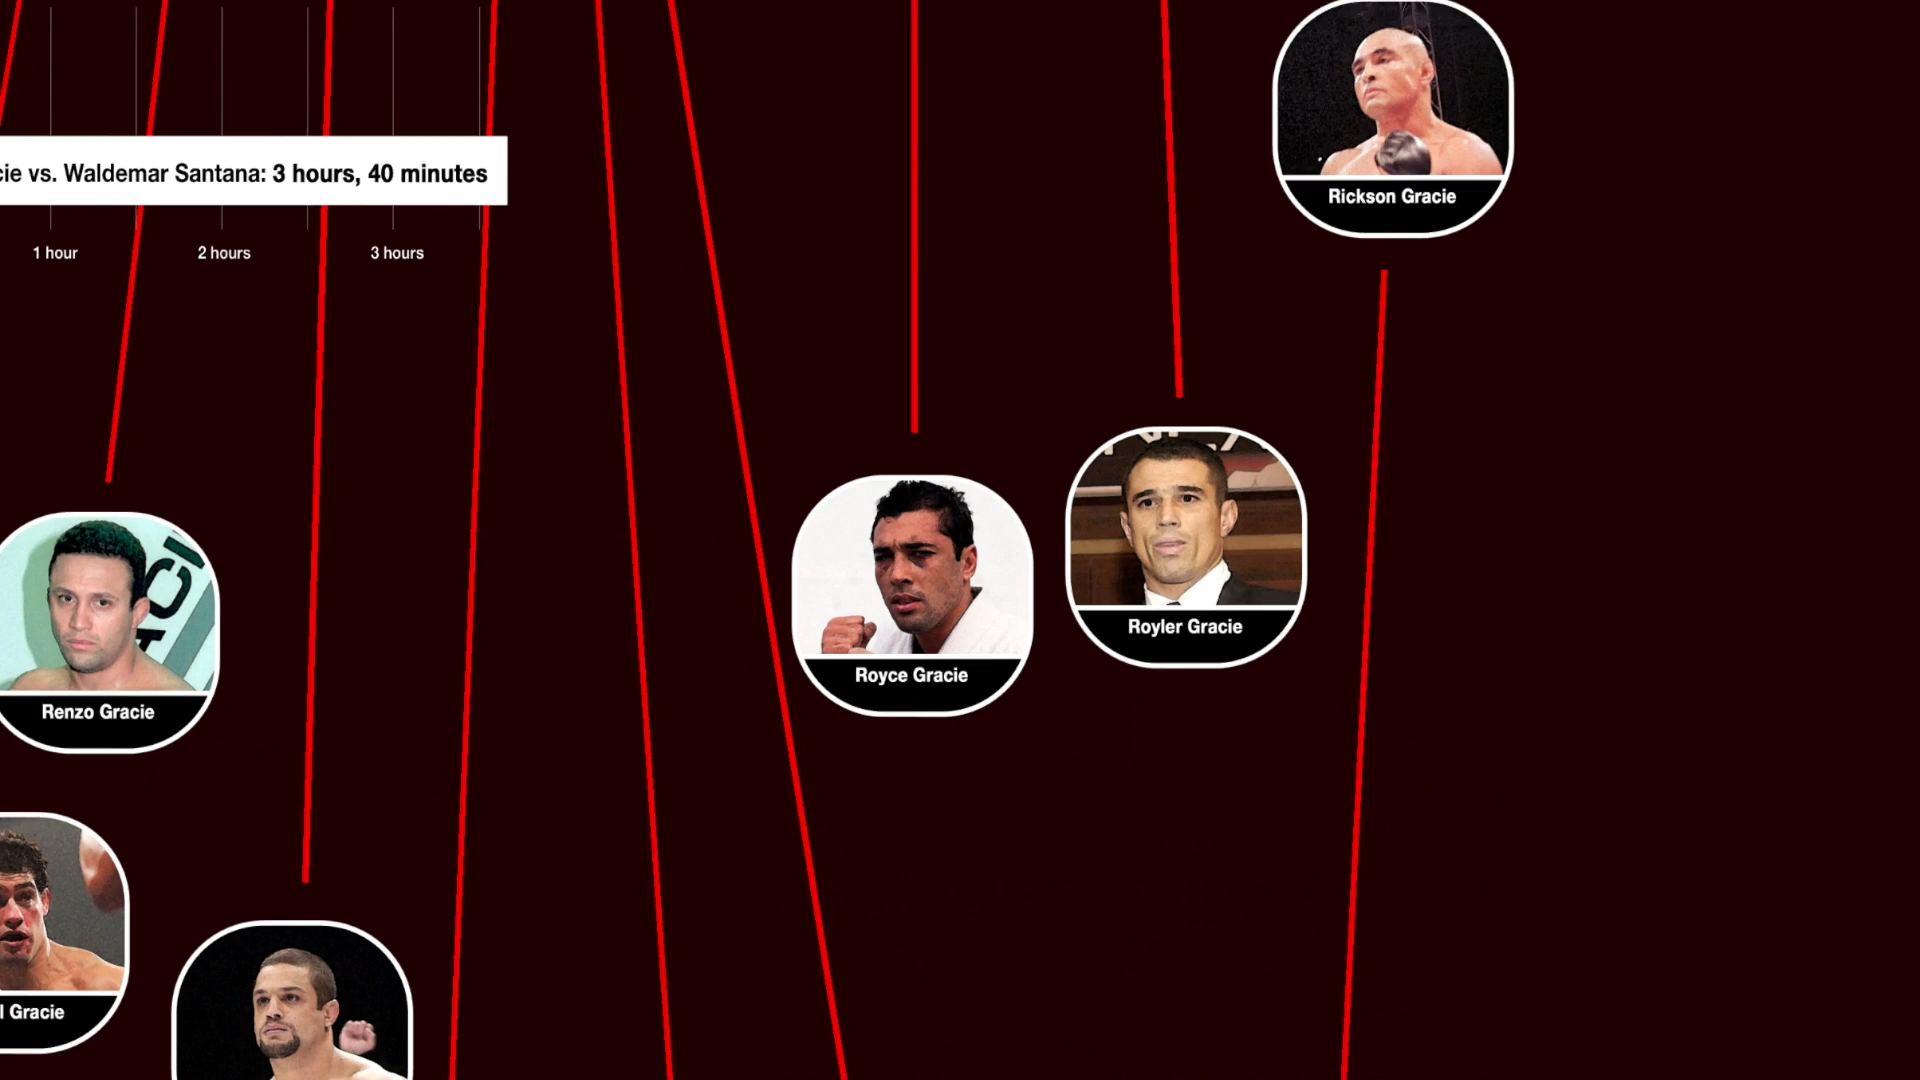 vs. Waldemar Santana: 3 hours, 40 minutes
1 hour
2 hours
3 hours
Rickson Gracie
Royler Gracie
Royce Gracie
Renzo Gracie
Gracie